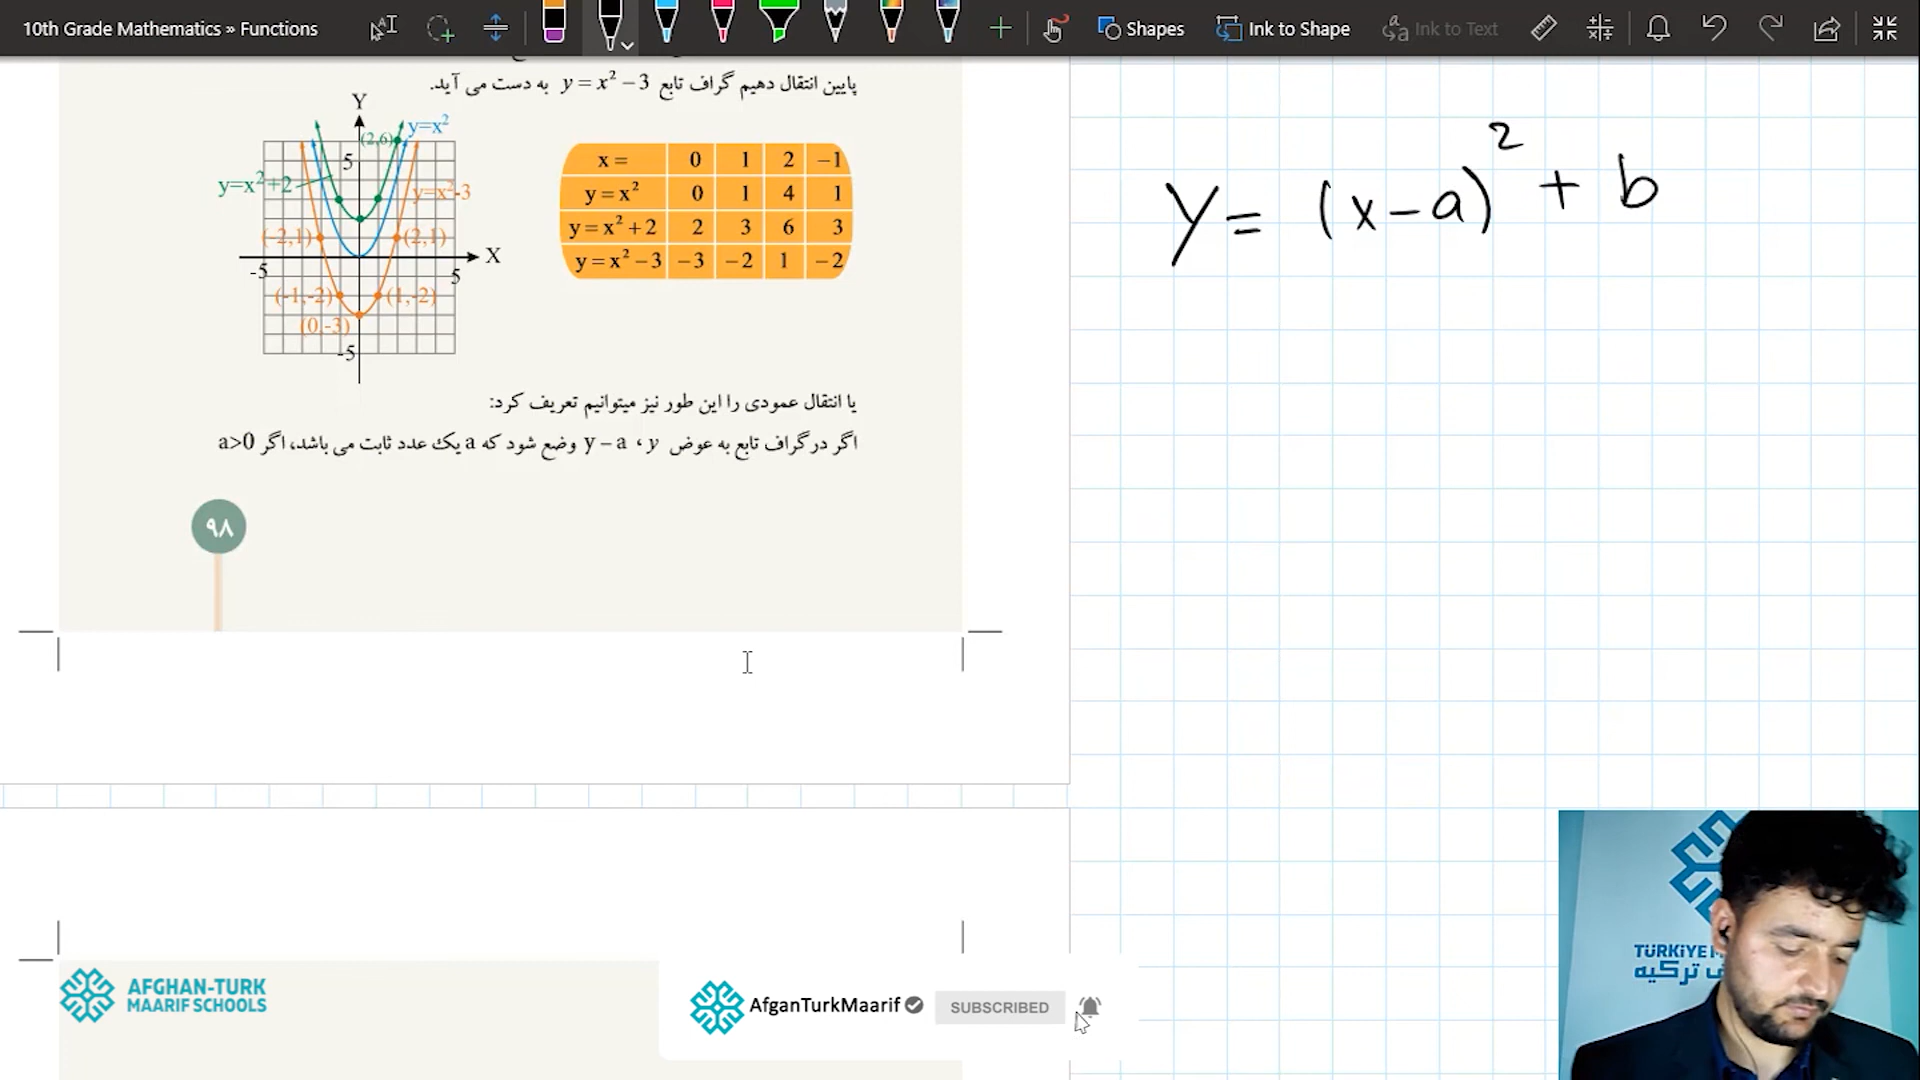 10th Grade Mathematics » Functions
Shapes
Ink to Shape
Ink to Text
پایین انتقال دهیم گراف تابع y = x² − 3 به دست می آید.
Y
y=x²
(2,6)
5
y=x²+2
y=x²-3
(-2,1)
(2,1)
X
-5
5
(-1,-2)
(1,-2)
(0,-3)
-5
x = 0 1 2 −1
y = x² 0 1 4 1
y = x² + 2 2 3 6 3
y = x² − 3 −3 −2 1 −2
یا انتقال عمودی را این طور نیز میتوانیم تعریف کرد:
اگر در گراف تابع به عوض y ، y − a وضع شود که a یک عدد ثابت می باشد، اگر a>0
۹۸
y = (x − a)² + b
AFGHAN-TURK
MAARIF SCHOOLS
AfganTurkMaarif
SUBSCRIBED
TÜRKİYE
ترکیه